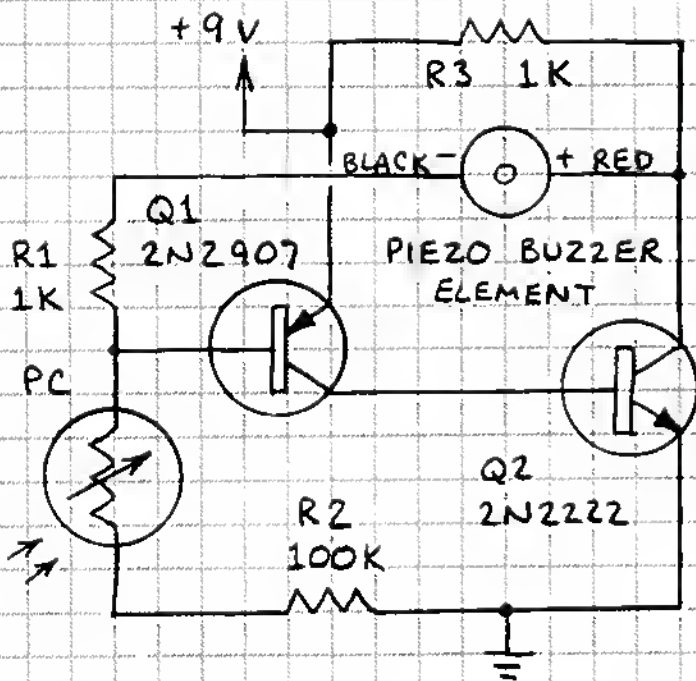 +9V
R3 1K
BLACK- + RED
Q1
2N2907
R1
1K
PIEZO BUZZER
ELEMENT
PC
Q2
2N2222
R2
100K